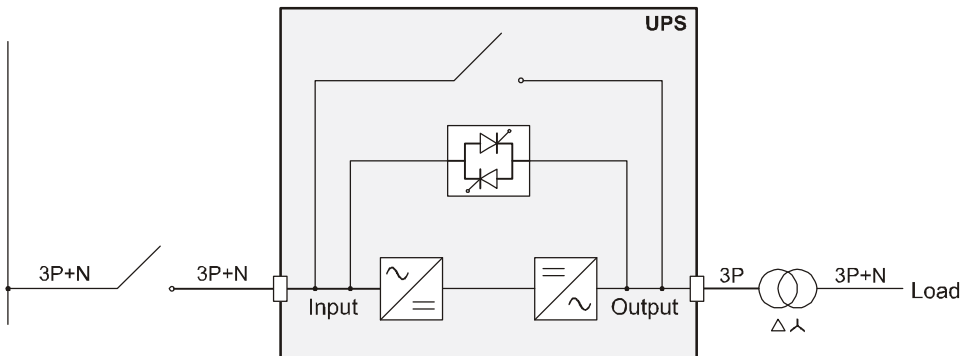 UPS
3P+N
3P+N
Input
Output
3P
3P+N
Load